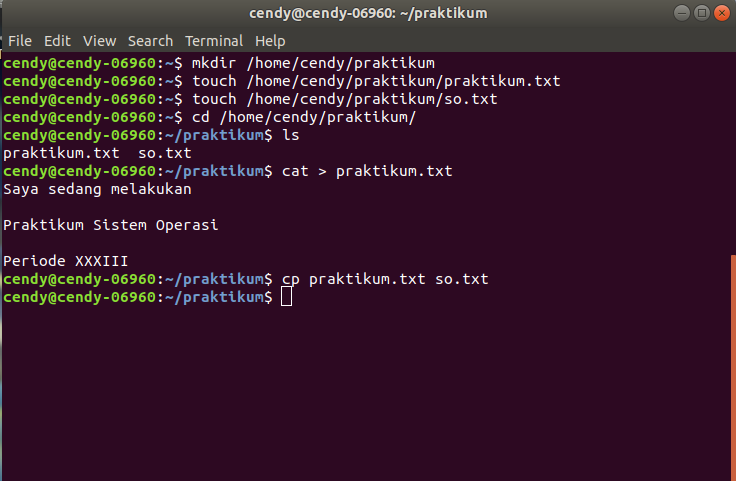 cendy@cendy-06960: ~/praktikum
File Edit View Search Terminal Help
cendy@cendy-06960:~$ mkdir /home/cendy/praktikum
cendy@cendy-06960:~$ touch /home/cendy/praktikum/praktikum.txt
cendy@cendy-06960:~$ touch /home/cendy/praktikum/so.txt
cendy@cendy-06960:~$ cd /home/cendy/praktikum/
cendy@cendy-06960:~/praktikum$ ls
praktikum.txt  so.txt
cendy@cendy-06960:~/praktikum$ cat > praktikum.txt
Saya sedang melakukan
Praktikum Sistem Operasi
Periode XXXIII
cendy@cendy-06960:~/praktikum$ cp praktikum.txt so.txt
cendy@cendy-06960:~/praktikum$